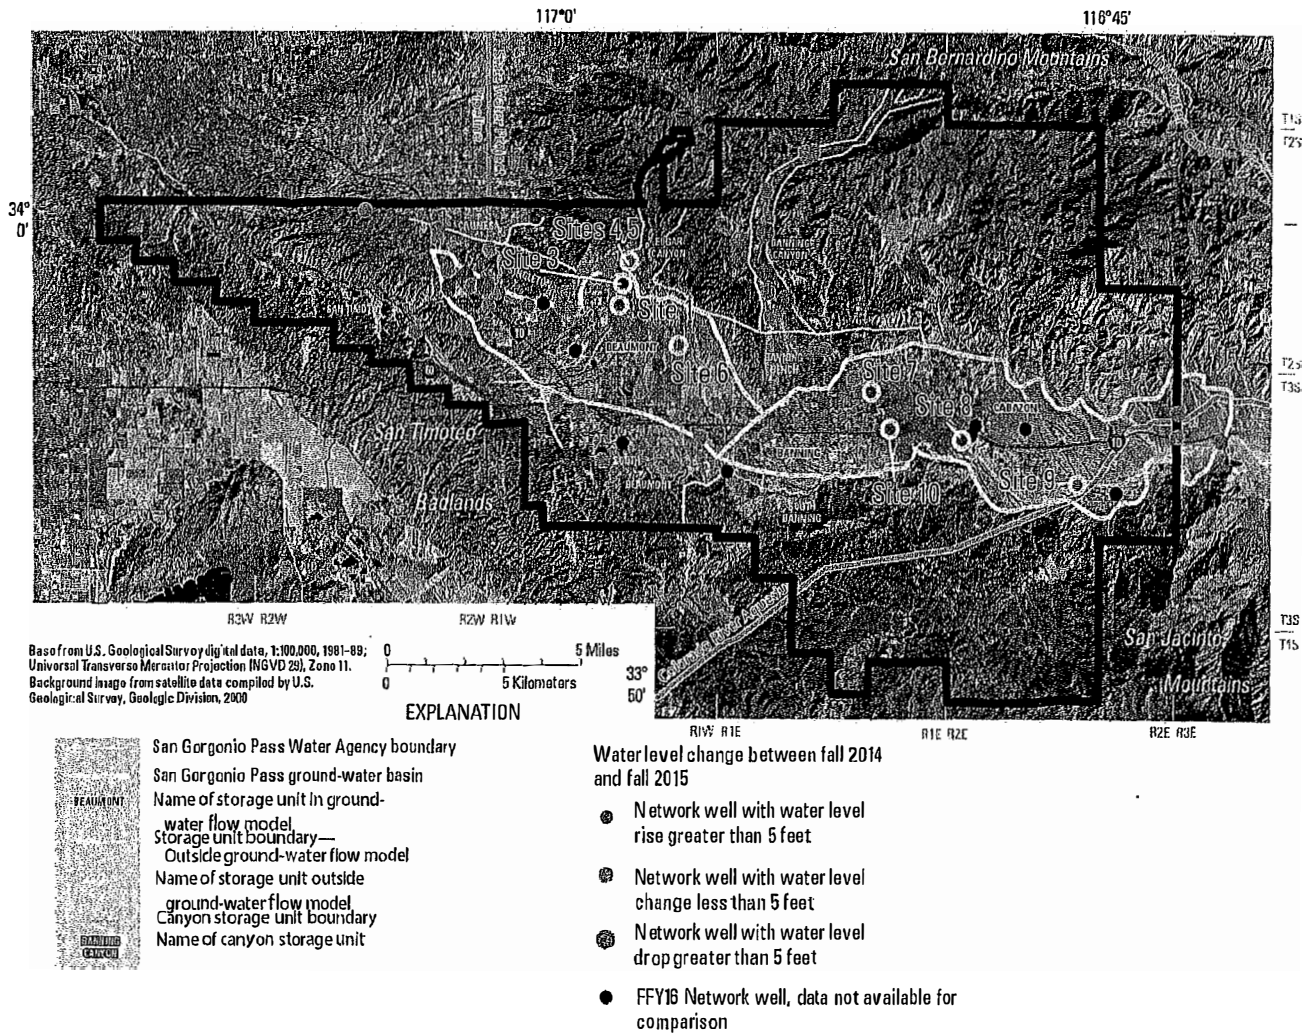 117°0'
116°45'
San Bernardino Mountains
T1S
T2S
34°
0'
Sites 4,5
EDGAR
CANYON
BANNING
CANYON
Site 3
Site 1
BEAUMONT
Site 6
T2S
T3S
Site 7
Site 8
CABAZON
San Timoteo
Badlands
BANNING
Site 10
Site 9
BEAUMONT
SOUTH
BANNING
R3W R2W
R2W R1W
Colorado River Aqueduct
San Jacinto
Mountains
T3S
T1S
Base from U.S. Geological Survey digital data, 1:100,000, 1981–89;
Universal Transverse Mercator Projection (NGVD 29), Zone 11.
Background image from satellite data compiled by U.S.
Geological Survey, Geologic Division, 2000
0 5 Miles
0 5 Kilometers
33°
50'
R1W R1E
R1E R2E
R2E R3E
EXPLANATION
San Gorgonio Pass Water Agency boundary
San Gorgonio Pass ground-water basin
BEAUMONT Name of storage unit in ground-
water flow model
Storage unit boundary—
Outside ground-water flow model
Name of storage unit outside
ground-water flow model
Canyon storage unit boundary
BANNING
CANYON
Name of canyon storage unit
Water level change between fall 2014
and fall 2015
Network well with water level
rise greater than 5 feet
Network well with water level
change less than 5 feet
Network well with water level
drop greater than 5 feet
FFY16 Network well, data not available for
comparison